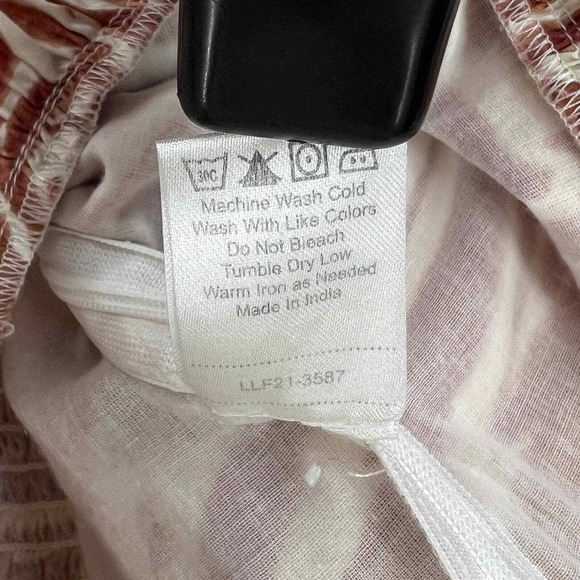 30C
Machine Wash Cold
Wash With Like Colors
Do Not Bleach
Tumble Dry Low
Warm Iron as Needed
Made In India
LLF21-3587